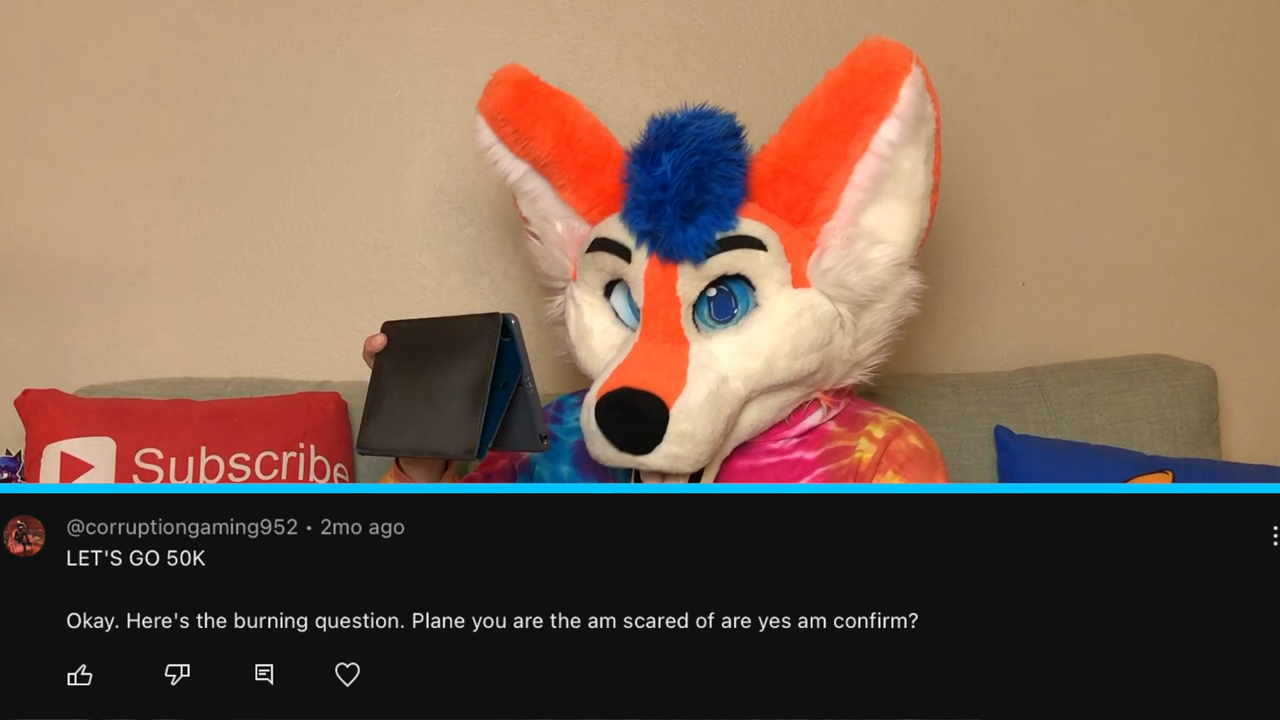 Subscribe
@corruptiongaming952 • 2mo ago
LET'S GO 50K
Okay. Here's the burning question. Plane you are the am scared of are yes am confirm?